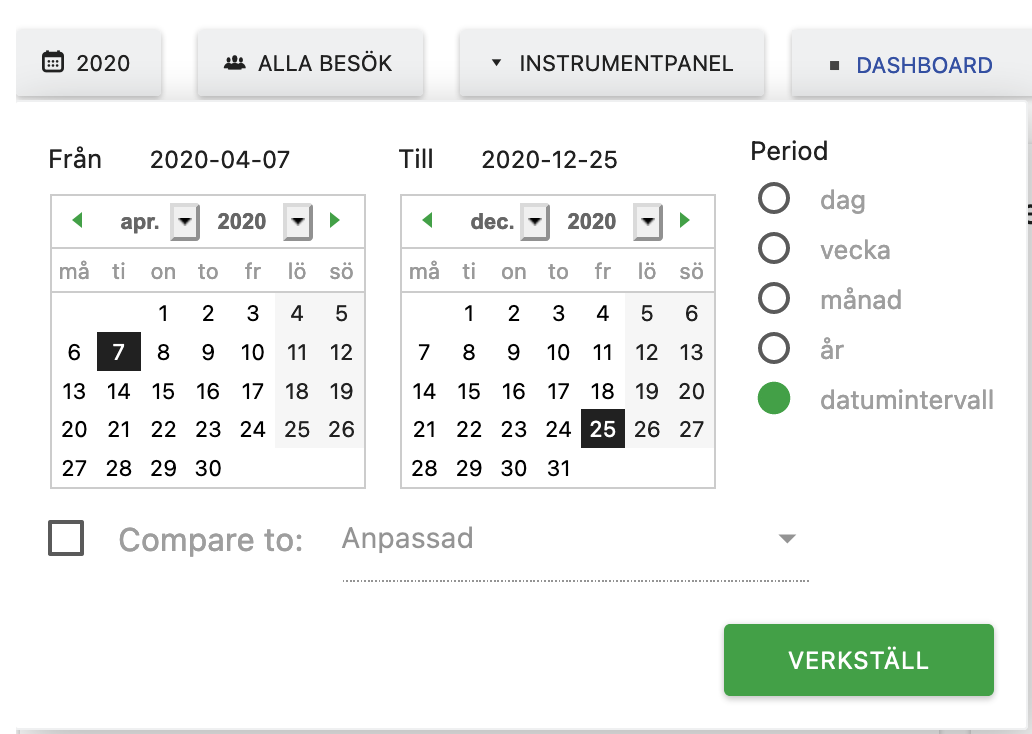 2020
ALLA BESÖK
INSTRUMENTPANEL
DASHBOARD
Från 2020-04-07
apr. 2020
må ti on to fr lö sö
1 2 3 4 5
6 7 8 9 10 11 12
13 14 15 16 17 18 19
20 21 22 23 24 25 26
27 28 29 30
Till 2020-12-25
dec. 2020
må ti on to fr lö sö
1 2 3 4 5 6
7 8 9 10 11 12 13
14 15 16 17 18 19 20
21 22 23 24 25 26 27
28 29 30 31
Period
dag
vecka
månad
år
datumintervall
Compare to: Anpassad
VERKSTÄLL